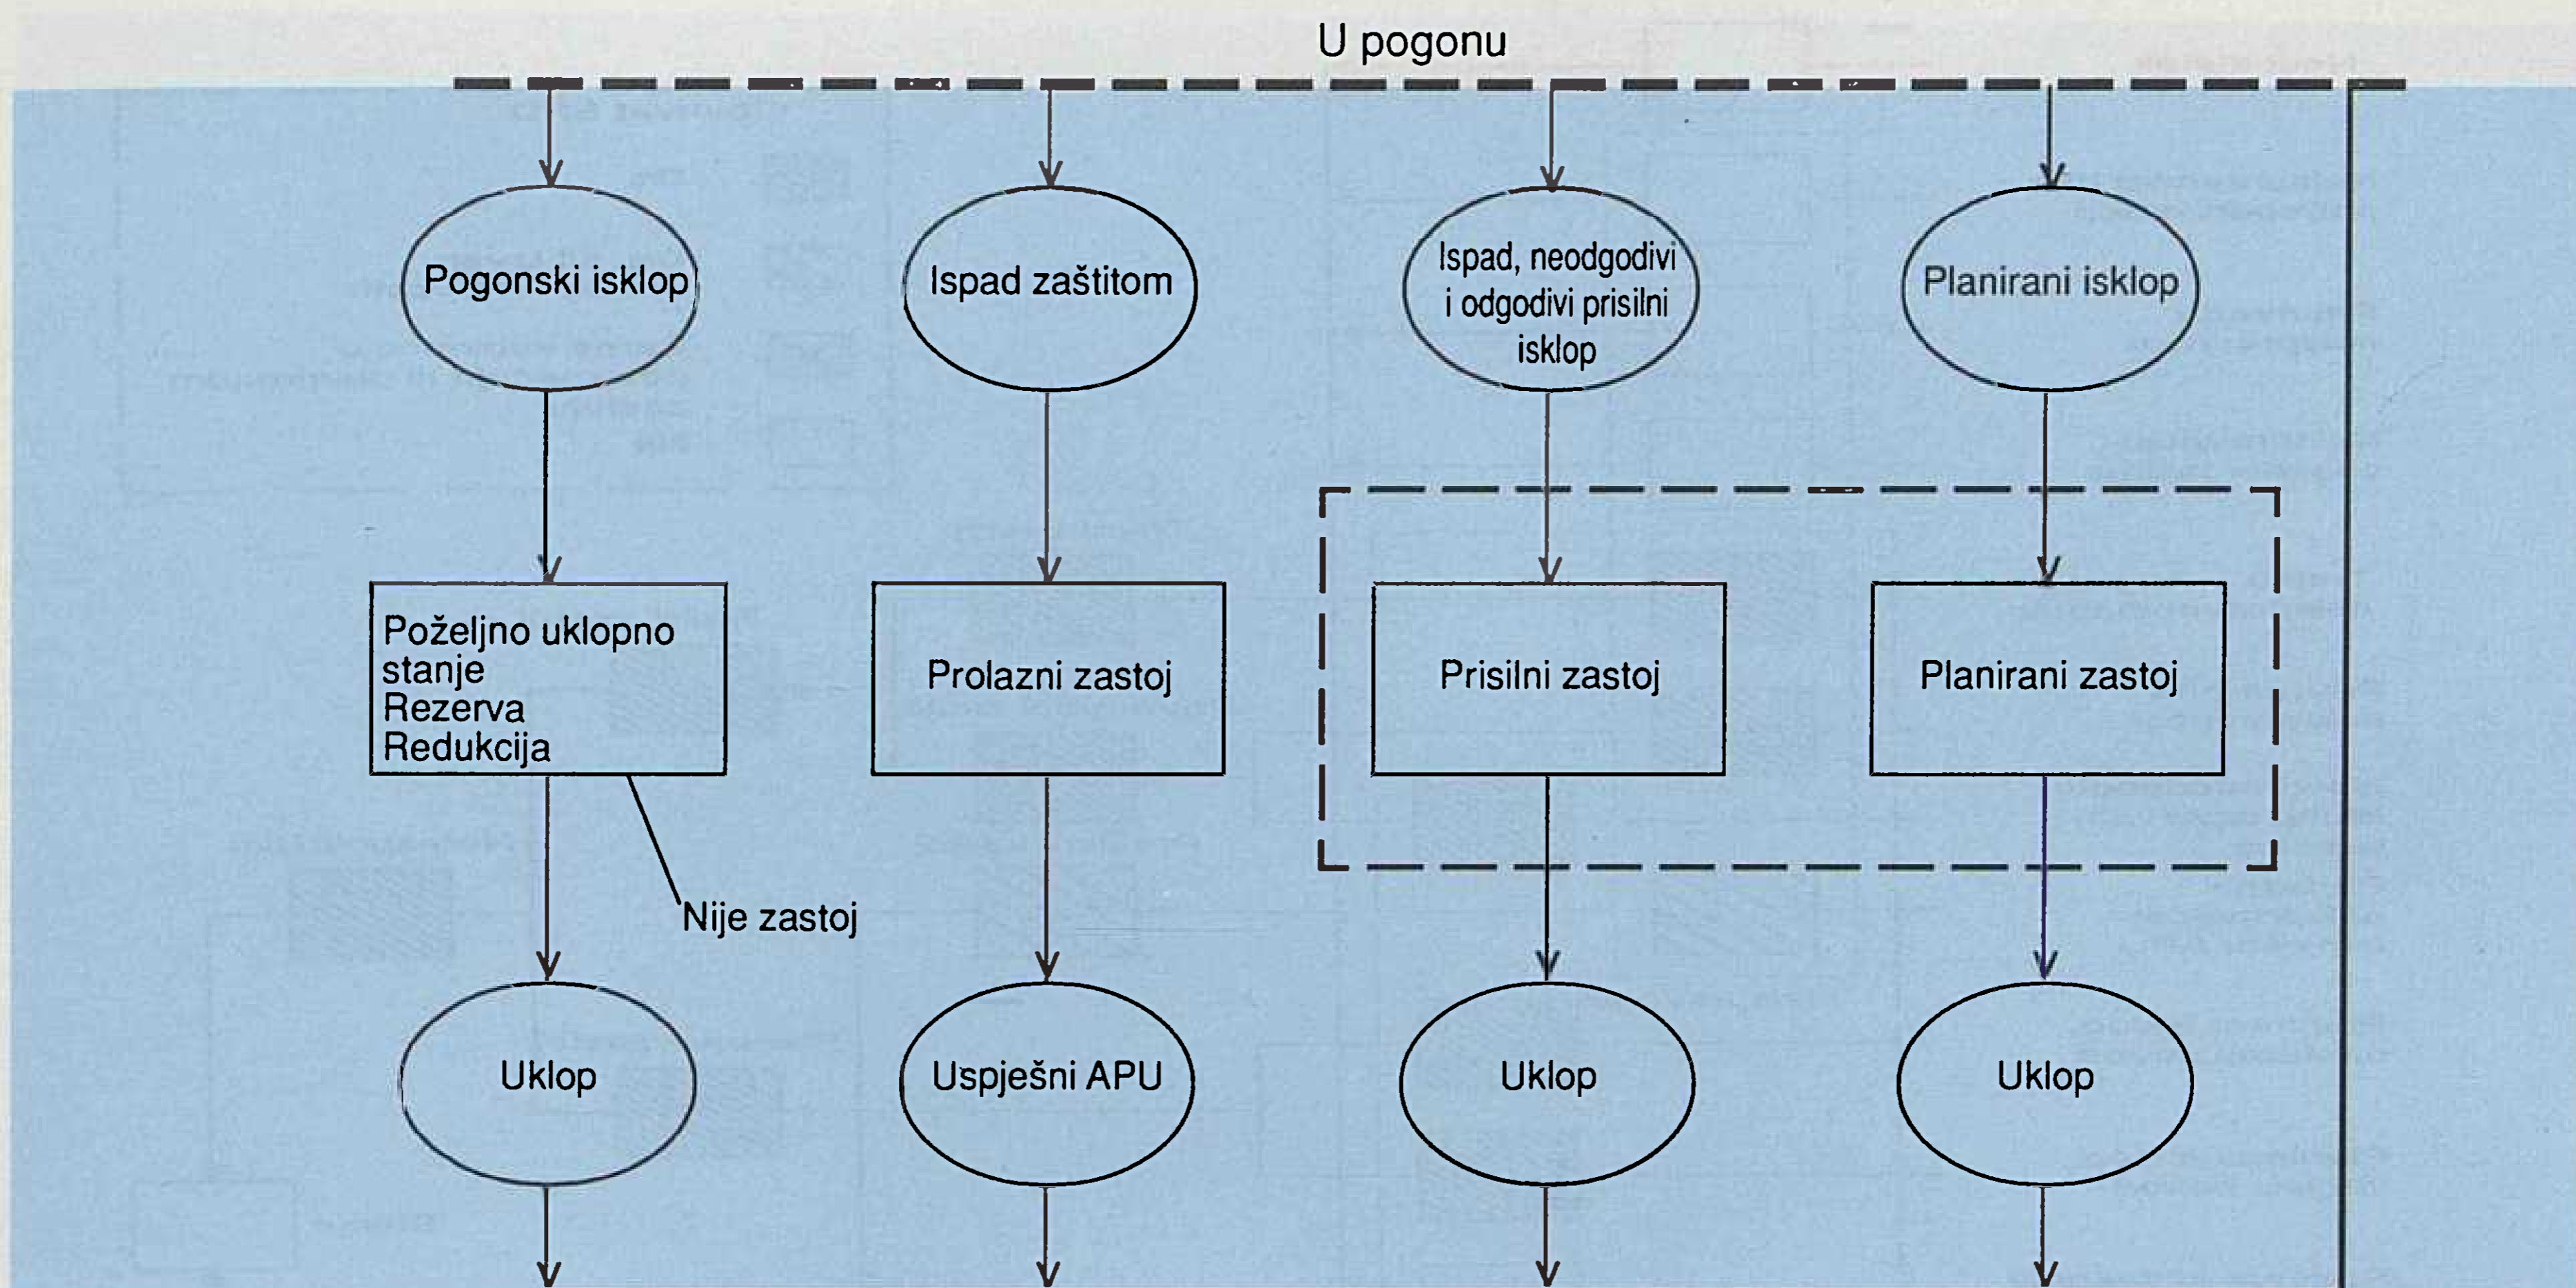 U pogonu
Pogonski isklop
Ispad zaštitom
Ispad, neodgodivi
i odgodivi prisilni
isklop
Planirani isklop
Poželjno uklopno
stanje
Rezerva
Redukcija
Prolazni zastoj
Prisilni zastoj
Planirani zastoj
Nije zastoj
Uklop
Uspješni APU
Uklop
Uklop